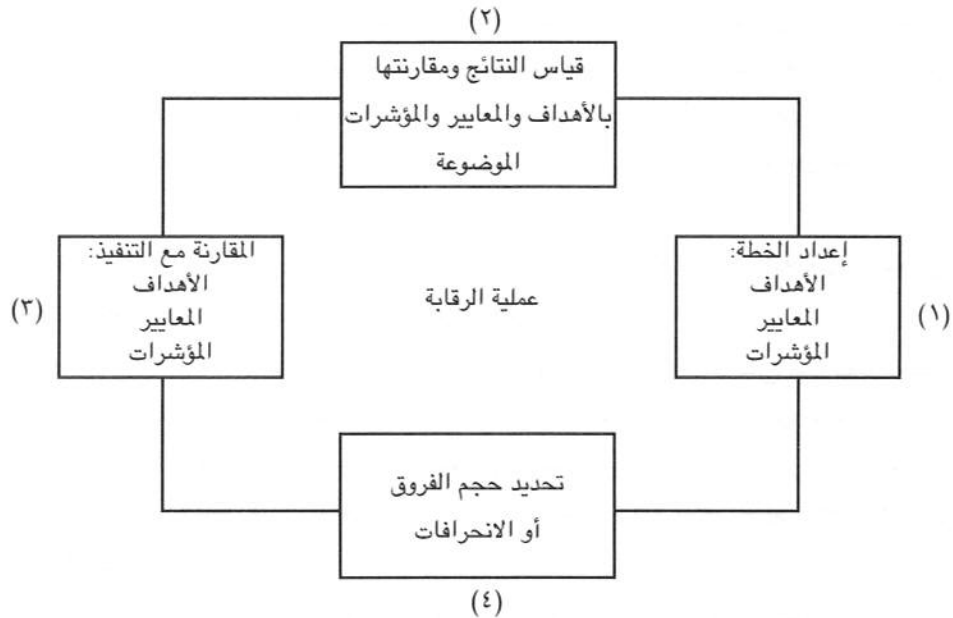 (٢)
قياس النتائج ومقارنتها
بالأهداف والمعايير والمؤشرات
الموضوعة
إعداد الخطة:
الأهداف
المعايير
المؤشرات
(١)
عملية الرقابة
المقارنة مع التنفيذ:
الأهداف
المعايير
المؤشرات
(٣)
تحديد حجم الفروق
أو الانحرافات
(٤)